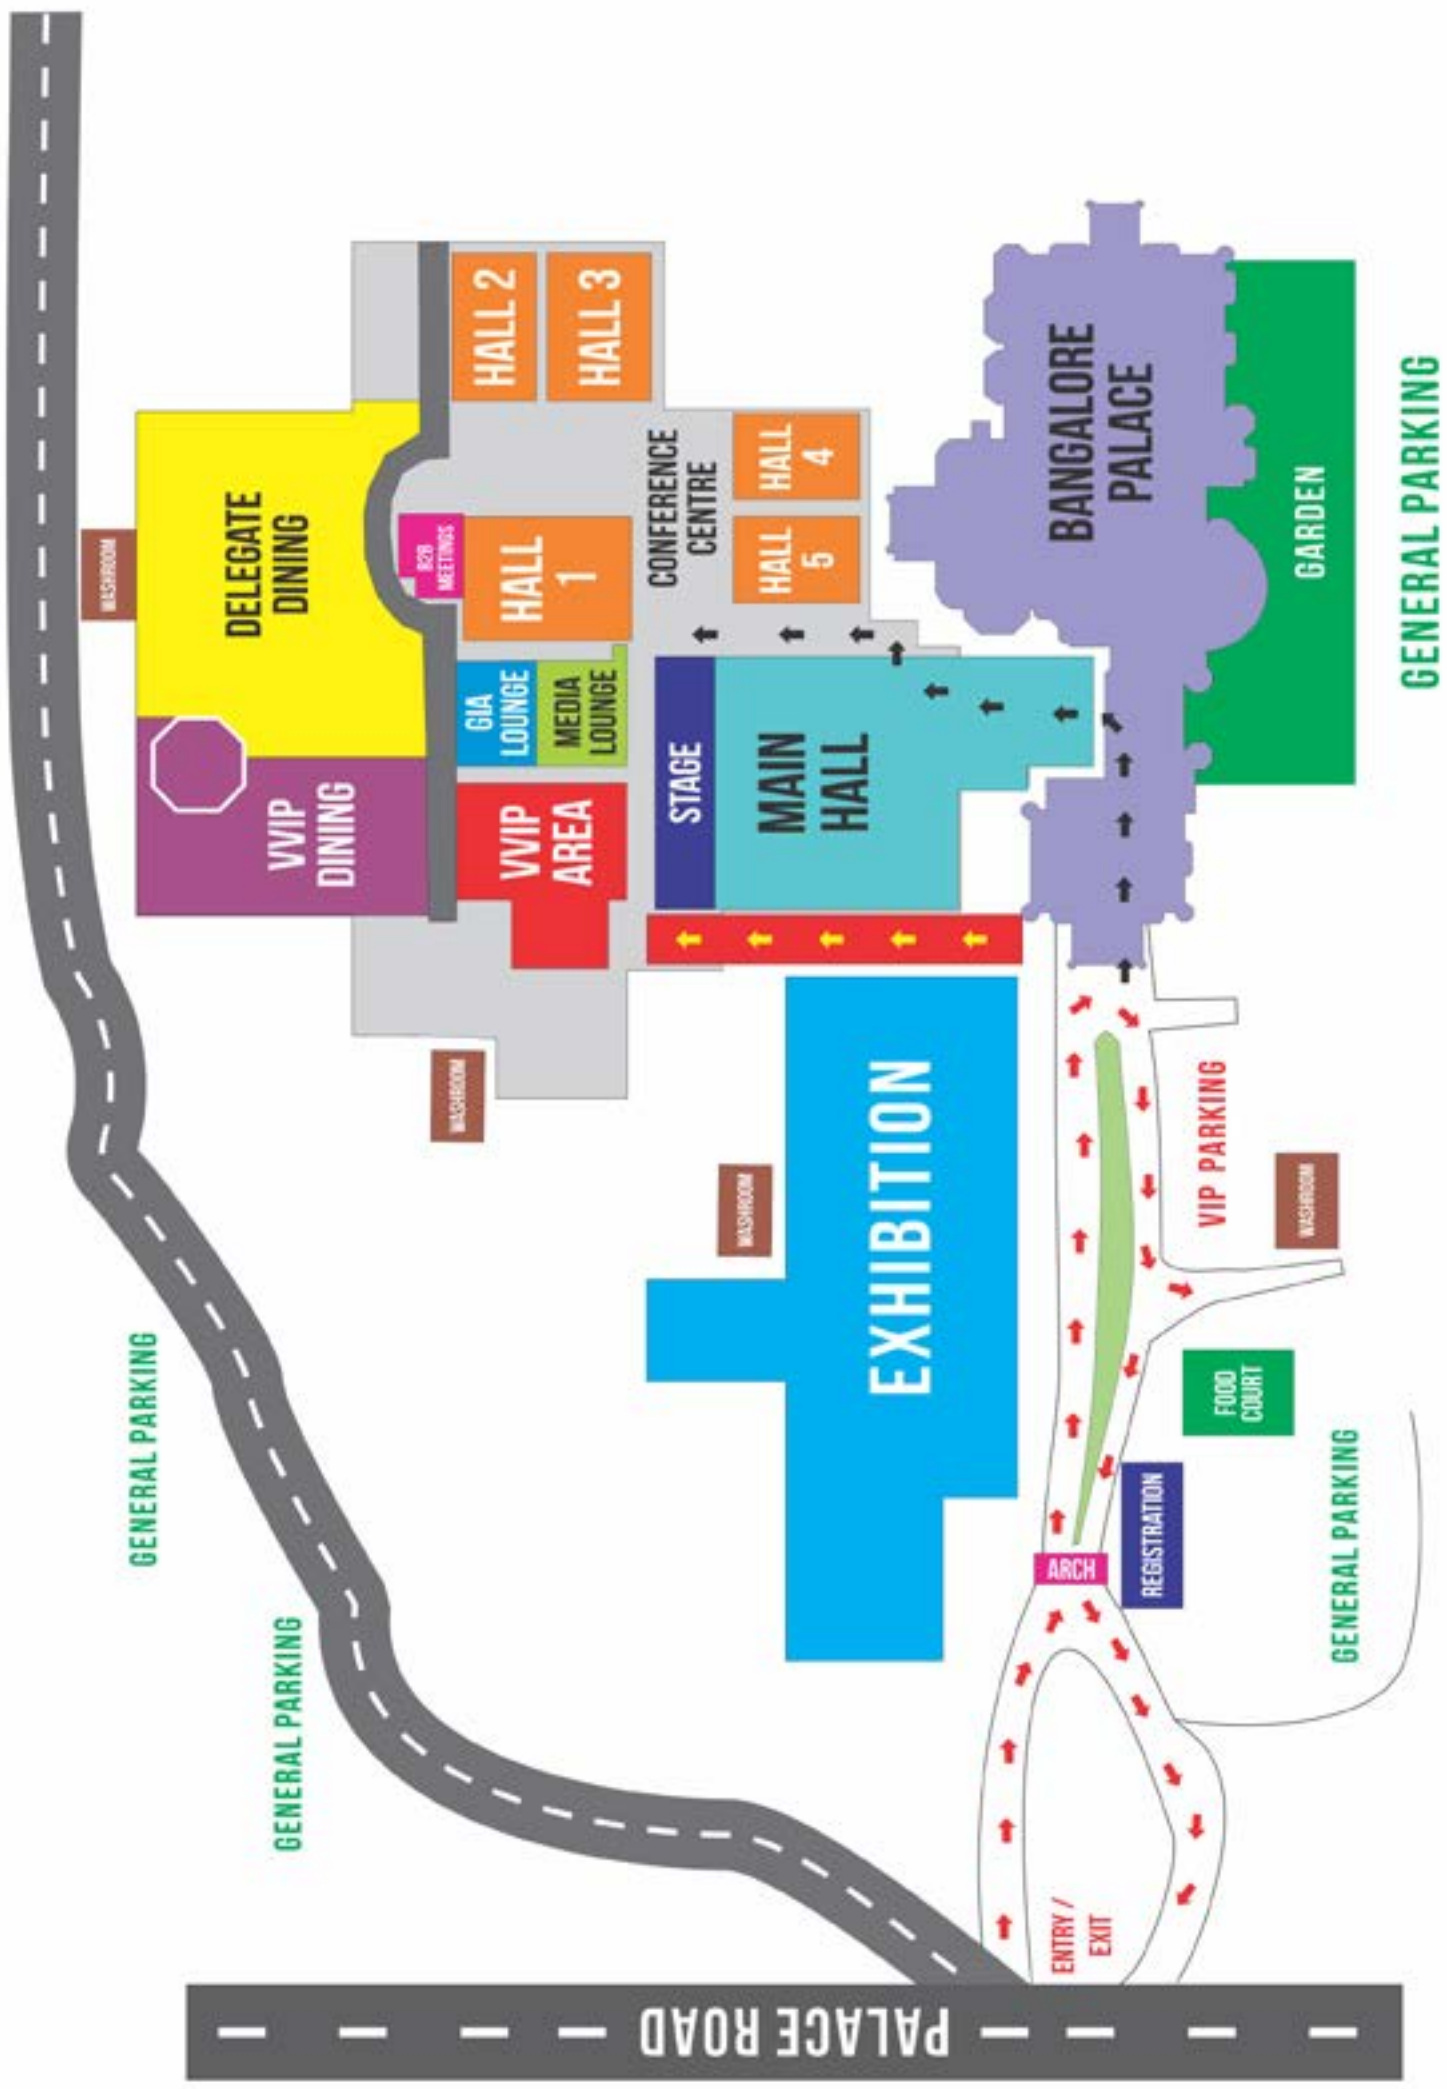 WASHROOM
DELEGATE
DINING
HALL 2
HALL 3
B2B
MEETINGS
HALL
1
CONFERENCE
CENTRE
HALL
4
HALL
5
BANGALORE
PALACE
GARDEN
GENERAL PARKING
VVIP
DINING
GIA
LOUNGE
MEDIA
LOUNGE
VVIP
AREA
STAGE
MAIN
HALL
WASHROOM
WASHROOM
EXHIBITION
VIP PARKING
WASHROOM
FOOD
COURT
REGISTRATION
ARCH
GENERAL PARKING
GENERAL PARKING
GENERAL PARKING
ENTRY /
EXIT
PALACE ROAD